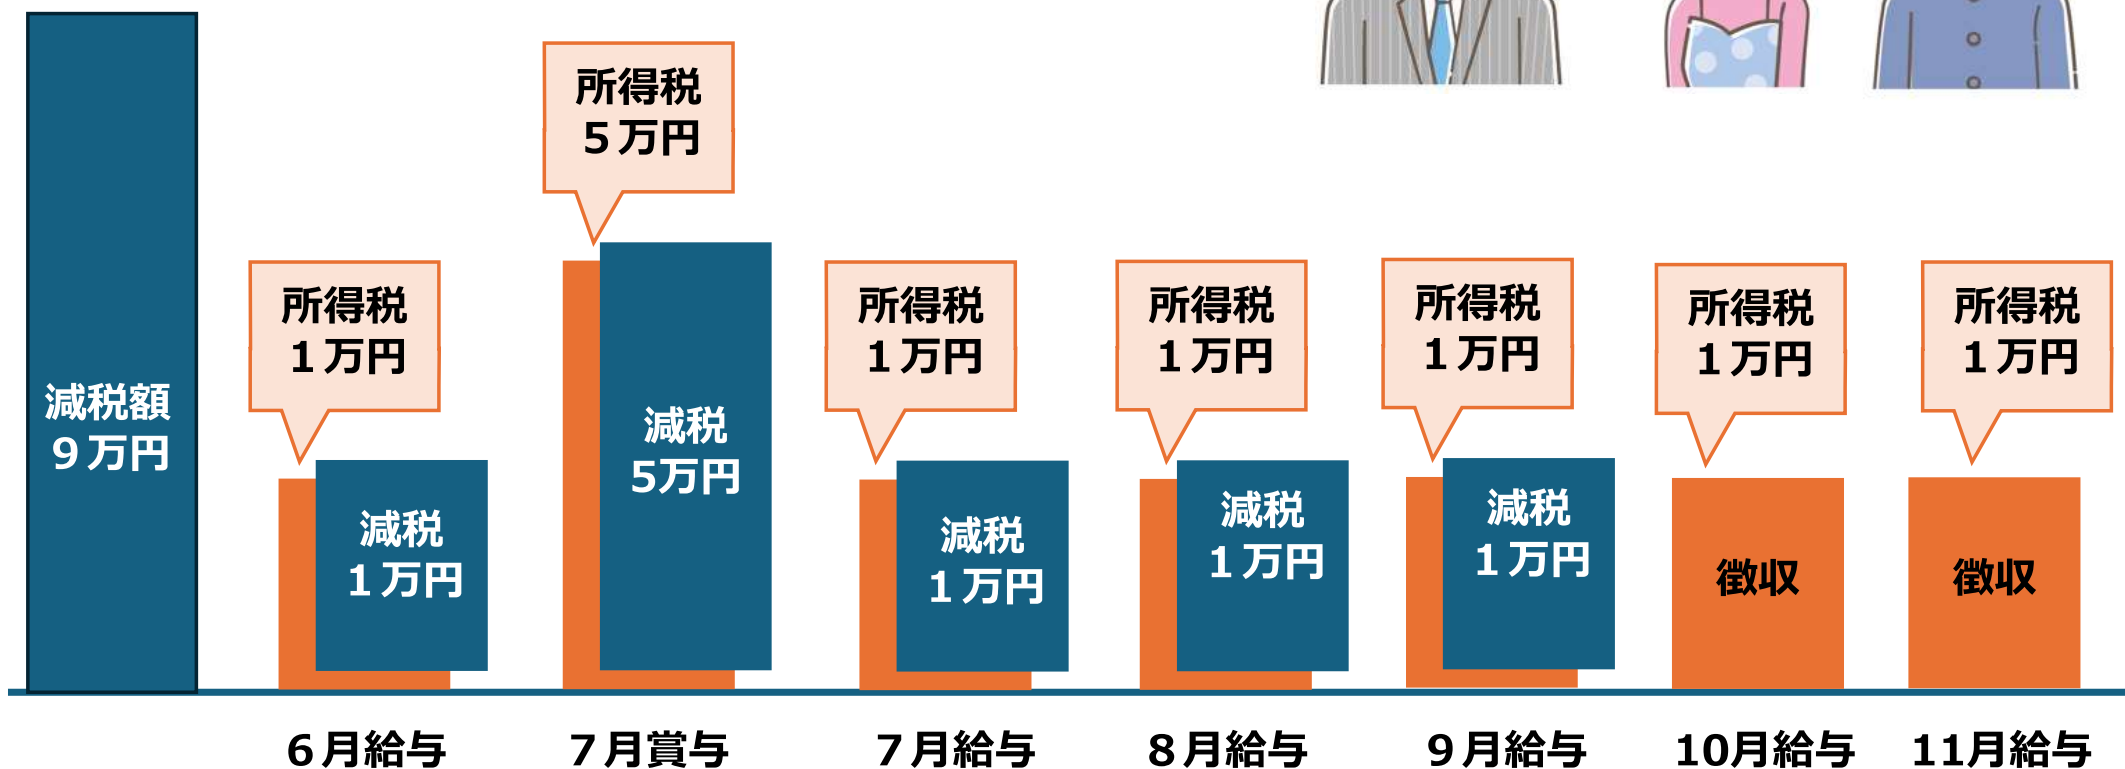 減税額
９万円
所得税
１万円
減税
１万円
6月給与
所得税
５万円
減税
5万円
7月賞与
所得税
１万円
減税
１万円
7月給与
所得税
１万円
減税
１万円
8月給与
所得税
１万円
減税
１万円
9月給与
所得税
１万円
徴収
10月給与
所得税
１万円
徴収
11月給与